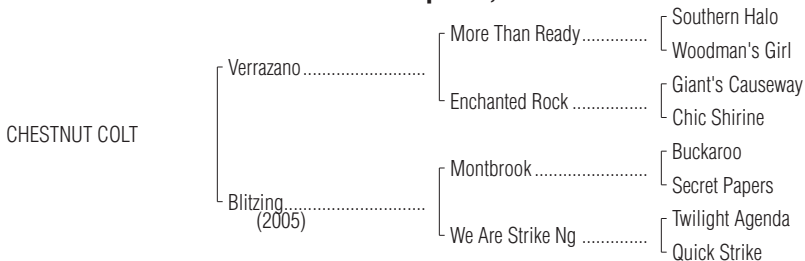 Southern Halo
More Than Ready..............
Woodman's Girl
Verrazano..........................
Giant's Causeway
Enchanted Rock ................
Chic Shirine
CHESTNUT COLT
Buckaroo
Montbrook ........................
Secret Papers
Blitzing..............................
(2005)
Twilight Agenda
We Are Strike Ng ..............
Quick Strike